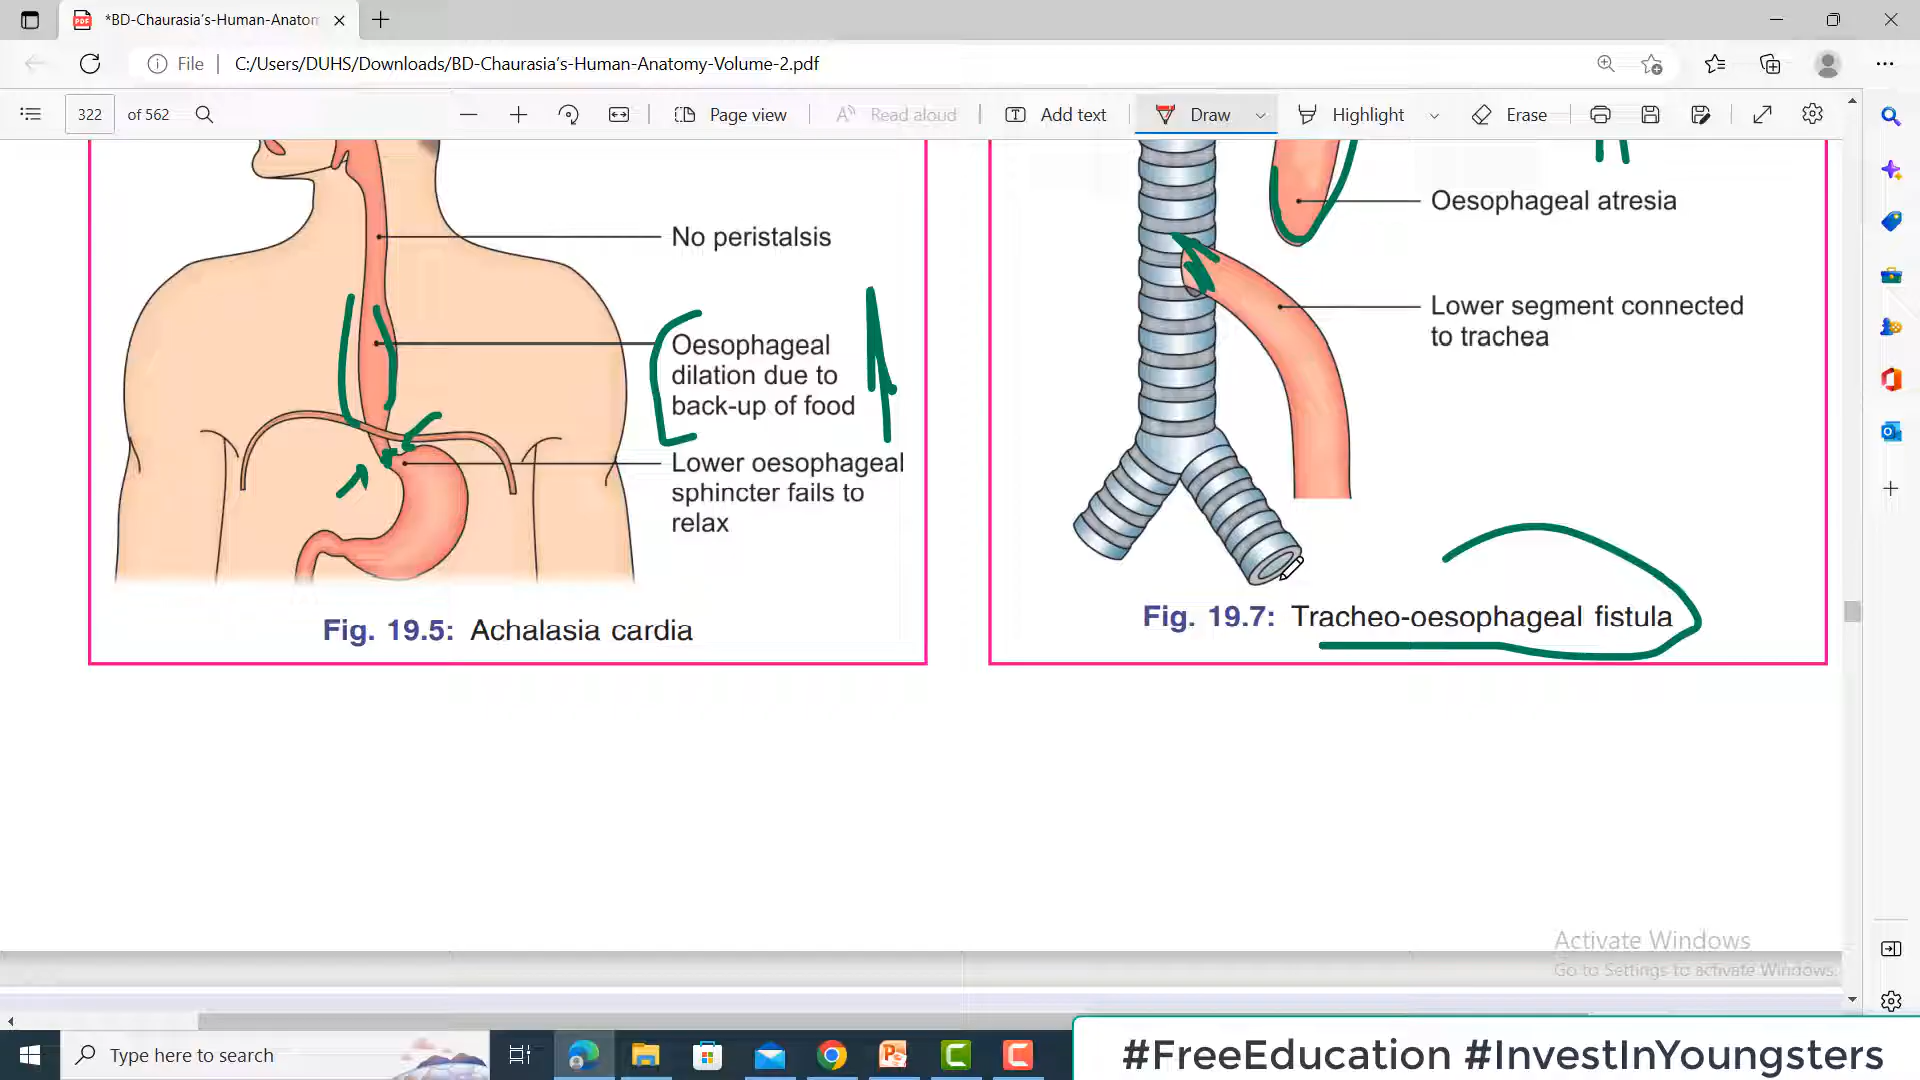 *BD-Chaurasia's-Human-Anatom
File
C:/Users/DUHS/Downloads/BD-Chaurasia's-Human-Anatomy-Volume-2.pdf
322 of 562
Page view
Read aloud
Add text
Draw
Highlight
Erase
No peristalsis
Oesophageal
dilation due to
back-up of food
Lower oesophageal
sphincter fails to
relax
Fig. 19.5: Achalasia cardia
Oesophageal atresia
Lower segment connected
to trachea
Fig. 19.7: Tracheo-oesophageal fistula
Activate Windows
Go to Settings to activate Windows.
Type here to search
#FreeEducation #InvestInYoungsters